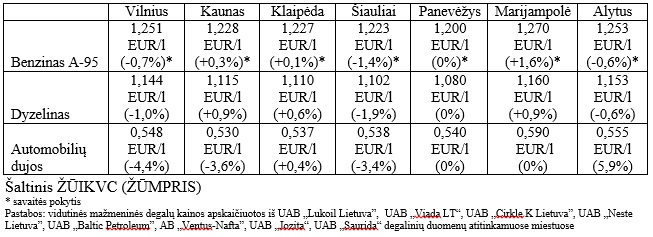 Vilnius Kaunas Klaipėda Šiauliai Panevėžys Marijampolė Alytus
1,251 1,228 1,227 1,223 1,200 1,270 1,253
EUR/l EUR/l EUR/l EUR/l EUR/l EUR/l EUR/l
Benzinas A-95 (-0,7%)* (+0,3%)* (+0,1%)* (-1,4%)* (0%)* (+1,6%)* (-0,6%)*
1,144 1,115 1,110 1,102 1,080 1,160 1,153
EUR/l EUR/l EUR/l EUR/l EUR/l EUR/l EUR/l
Dyzelinas (-1,0%) (+0,9%) (+0,6%) (-1,9%) (0%) (+0,9%) (-0,6%)
0,548 0,530 0,537 0,538 0,540 0,590 0,555
Automobilių EUR/l EUR/l EUR/l EUR/l EUR/l EUR/l EUR/l
dujos (-4,4%) (-3,6%) (+0,4%) (-3,4%) (0%) (0%) (5,9%)
Šaltinis ŽŪIKVC (ŽŪMPRIS)
* savaitės pokytis
Pastabos: vidutinės mažmeninės degalų kainos apskaičiuotos iš UAB „Lukoil Lietuva“, UAB „Viada LT“, UAB „Cirkle K Lietuva“, UAB „Neste
Lietuva“, UAB „Baltic Petroleum“, AB „Ventus-Nafta“, UAB „Jozita“, UAB „Saurida“ degalinių duomenų atitinkamuose miestuose